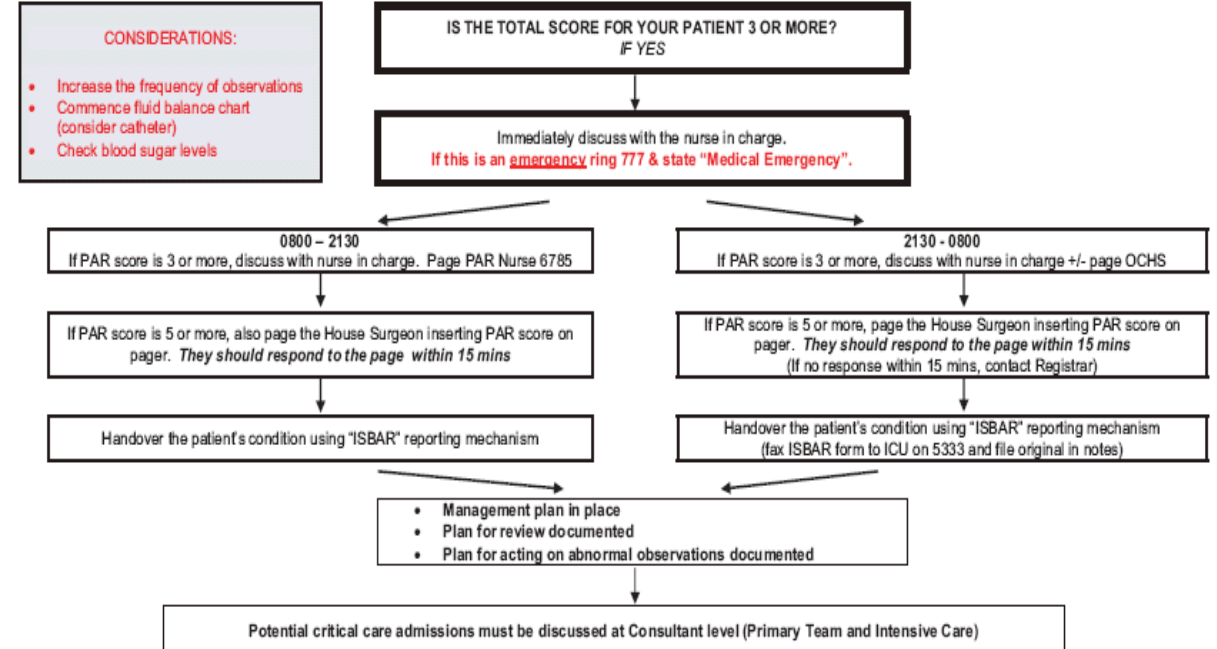 CONSIDERATIONS:
• Increase the frequency of observations
• Commence fluid balance chart
(consider catheter)
• Check blood sugar levels
IS THE TOTAL SCORE FOR YOUR PATIENT 3 OR MORE?
IF YES
Immediately discuss with the nurse in charge.
If this is an emergency ring 777 & state “Medical Emergency”.
0800 – 2130
If PAR score is 3 or more, discuss with nurse in charge. Page PAR Nurse 6785
If PAR score is 5 or more, also page the House Surgeon inserting PAR score on
pager. They should respond to the page within 15 mins
Handover the patient’s condition using “ISBAR” reporting mechanism
2130 - 0800
If PAR score is 3 or more, discuss with nurse in charge +/- page OCHS
If PAR score is 5 or more, page the House Surgeon inserting PAR score on
pager. They should respond to the page within 15 mins
(If no response within 15 mins, contact Registrar)
Handover the patient’s condition using “ISBAR” reporting mechanism
(fax ISBAR form to ICU on 5333 and file original in notes)
• Management plan in place
• Plan for review documented
• Plan for acting on abnormal observations documented
Potential critical care admissions must be discussed at Consultant level (Primary Team and Intensive Care)